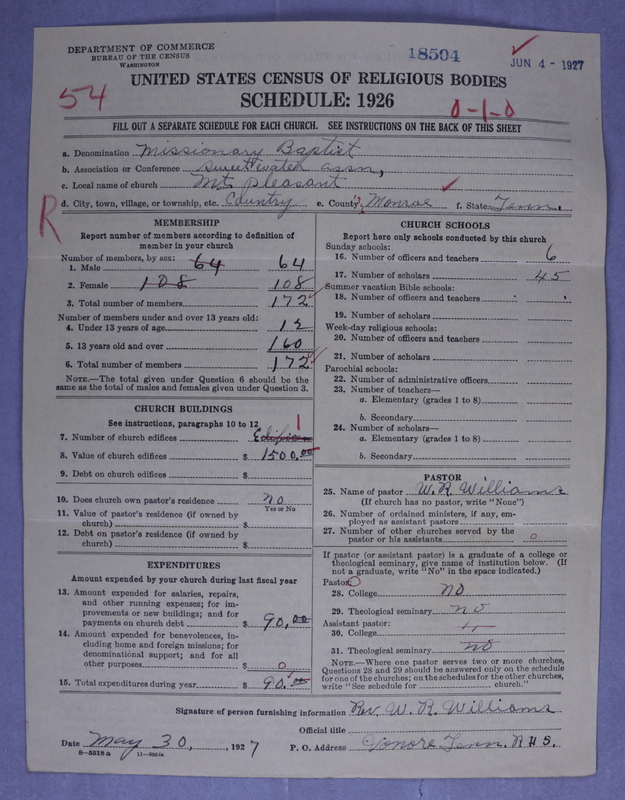 DEPARTMENT OF COMMERCE
BUREAU OF THE CENSUS
WASHINGTON
18504
JUN 4 - 1927
UNITED STATES CENSUS OF RELIGIOUS BODIES
54
SCHEDULE: 1926
0-1-0
FILL OUT A SEPARATE SCHEDULE FOR EACH CHURCH. SEE INSTRUCTIONS ON THE BACK OF THIS SHEET
a. Denomination Missionary Baptist
b. Association or Conference Sweetwater assn,
c. Local name of church Mt. Pleasant
d. City, town, village, or township, etc. Country e. County Monroe f. State Tenn.
R
MEMBERSHIP
Report number of members according to definition of
member in your church
Number of members, by sex:
1. Male 64 64
2. Female 108 108
3. Total number of members 172
Number of members under and over 13 years old:
4. Under 13 years of age 12
5. 13 years old and over 160
6. Total number of members 172
NOTE.—The total given under Question 6 should be the
same as the total of males and females given under Question 3.
CHURCH BUILDINGS
See instructions, paragraphs 10 to 12
7. Number of church edifices Edifice 1
8. Value of church edifices $ 1500.00
9. Debt on church edifices $
10. Does church own pastor's residence no
Yes or No
11. Value of pastor's residence (if owned by
church) $
12. Debt on pastor's residence (if owned by
church) $
EXPENDITURES
Amount expended by your church during last fiscal year
13. Amount expended for salaries, repairs,
and other running expenses; for im-
provements or new buildings; and for
payments on church debt $ 90.00
14. Amount expended for benevolences, in-
cluding home and foreign missions; for
denominational support; and for all
other purposes $ 0
15. Total expenditures during year $ 90.00
CHURCH SCHOOLS
Report here only schools conducted by this church
Sunday schools:
16. Number of officers and teachers 6
17. Number of scholars 45
Summer vacation Bible schools:
18. Number of officers and teachers
19. Number of scholars
Week-day religious schools:
20. Number of officers and teachers
21. Number of scholars
Parochial schools:
22. Number of administrative officers
23. Number of teachers—
a. Elementary (grades 1 to 8)
b. Secondary
24. Number of scholars—
a. Elementary (grades 1 to 8)
b. Secondary
PASTOR
25. Name of pastor W. R. Williams
(If church has no pastor, write "None")
26. Number of ordained ministers, if any, em-
ployed as assistant pastors
27. Number of other churches served by the
pastor or his assistants 0
If pastor (or assistant pastor) is a graduate of a college or
theological seminary, give name of institution below. (If
not a graduate, write "No" in the space indicated.)
Pastor:
28. College no
29. Theological seminary no
Assistant pastor:
30. College
31. Theological seminary no
NOTE.—Where one pastor serves two or more churches,
Questions 28 and 29 should be answered only on the schedule
for one of the churches; on the schedules for the other churches,
write "See schedule for church."
Signature of person furnishing information Rev. W. R. Williams
Official title
Date May 30, 1927 P. O. Address Vonore Tenn. R
8—5518a